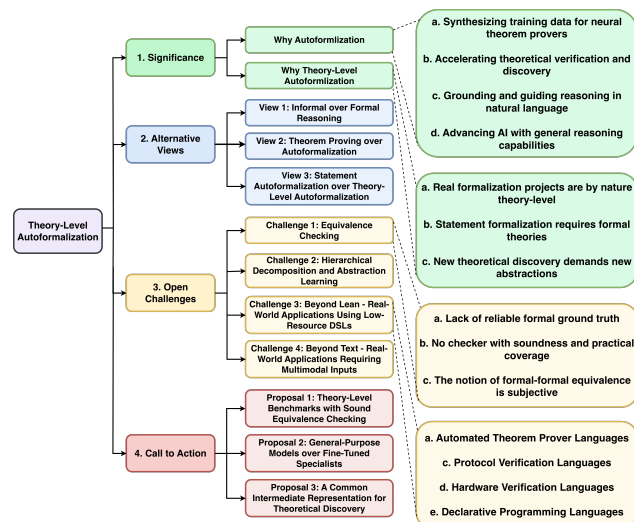 Theory-Level
Autoformalization
1. Significance
Why Autoformlization
Why Theory-Level
Autoformlization
2. Alternative
Views
View 1: Informal over Formal
Reasoning
View 2: Theorem Proving over
Autoformalization
View 3: Statement
Autoformalization over Theory-
Level Autoformalization
3. Open
Challenges
Challenge 1: Equivalence
Checking
Challenge 2: Hierarchical
Decomposition and Abstraction
Learning
Challenge 3: Beyond Lean - Real-
World Applications Using Low-
Resource DSLs
Challenge 4: Beyond Text - Real-
World Applications Requiring
Multimodal Inputs
4. Call to Action
Proposal 1: Theory-Level
Benchmarks with Sound
Equivalence Checking
Proposal 2: General-Purpose
Models over Fine-Tuned
Specialists
Proposal 3: A Common
Intermediate Representation for
Theoretical Discovery
a. Synthesizing training data for neural
theorem provers
b. Accelerating theoretical verification and
discovery
c. Grounding and guiding reasoning in
natural language
d. Advancing AI with general reasoning
capabilities
a. Real formalization projects are by nature
theory-level
b. Statement formalization requires formal
theories
c. New theoretical discovery demands new
abstractions
a. Lack of reliable formal ground truth
b. No checker with soundness and practical
coverage
c. The notion of formal-formal equivalence
is subjective
a. Automated Theorem Prover Languages
c. Protocol Verification Languages
d. Hardware Verification Languages
e. Declarative Programming Languages